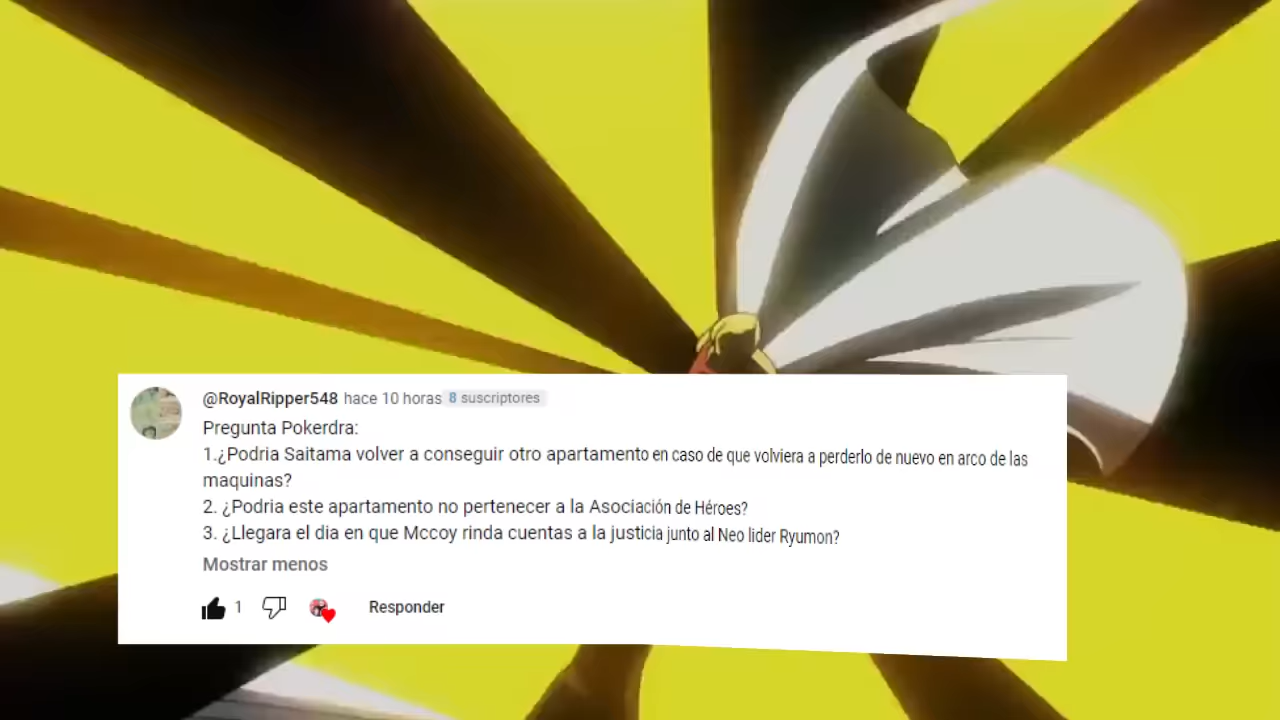 @RoyalRipper548 hace 10 horas 8 suscriptores
Pregunta Pokerdra:
1.¿Podria Saitama volver a conseguir otro apartamento en caso de que volviera a perderlo de nuevo en arco de las
maquinas?
2. ¿Podria este apartamento no pertenecer a la Asociación de Héroes?
3. ¿Llegara el dia en que Mccoy rinda cuentas a la justicia junto al Neo lider Ryumon?
Mostrar menos
1 Responder